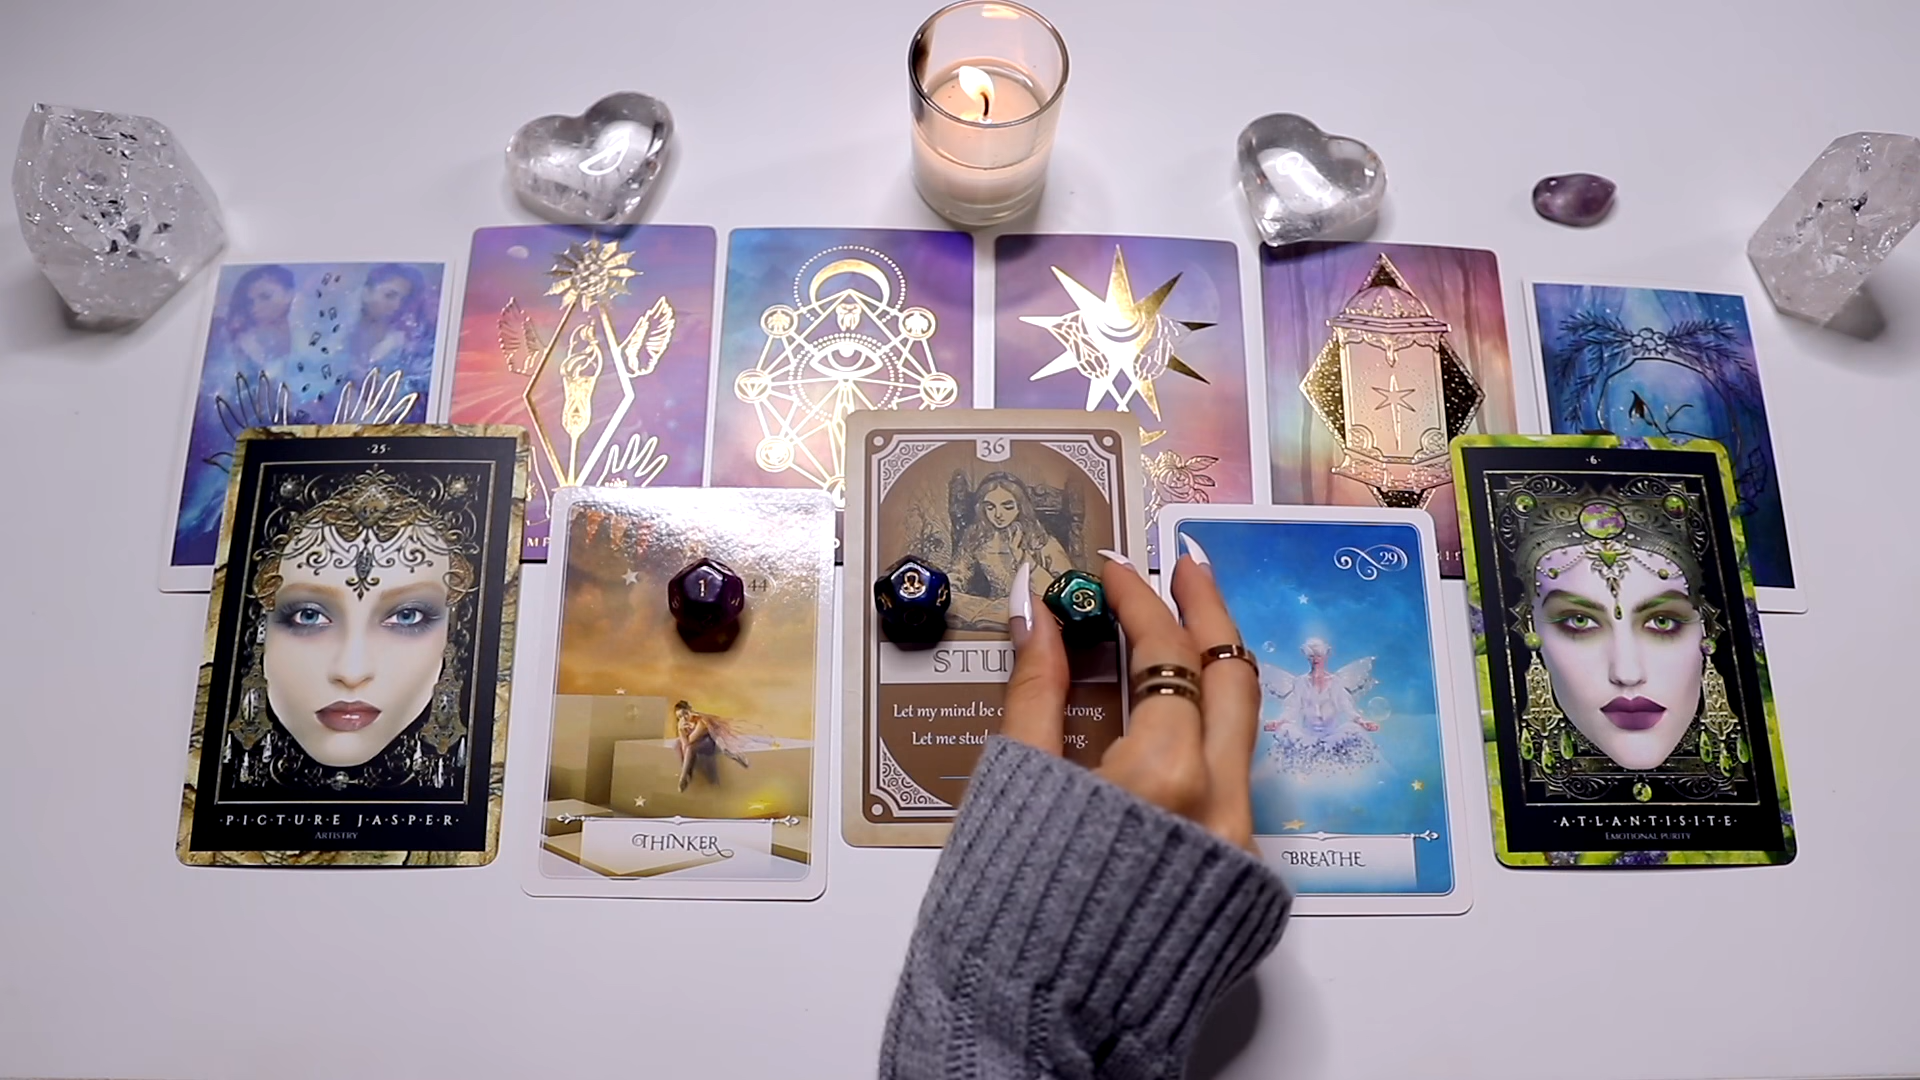 ·25·
PICTURE JASPER
ARTISTRY
44
THINKER
1
36
STU
Let my mind be c strong.
Let me stud ong.
29
BREATHE
·6·
ATLANTISITE
EMOTIONAL PURITY